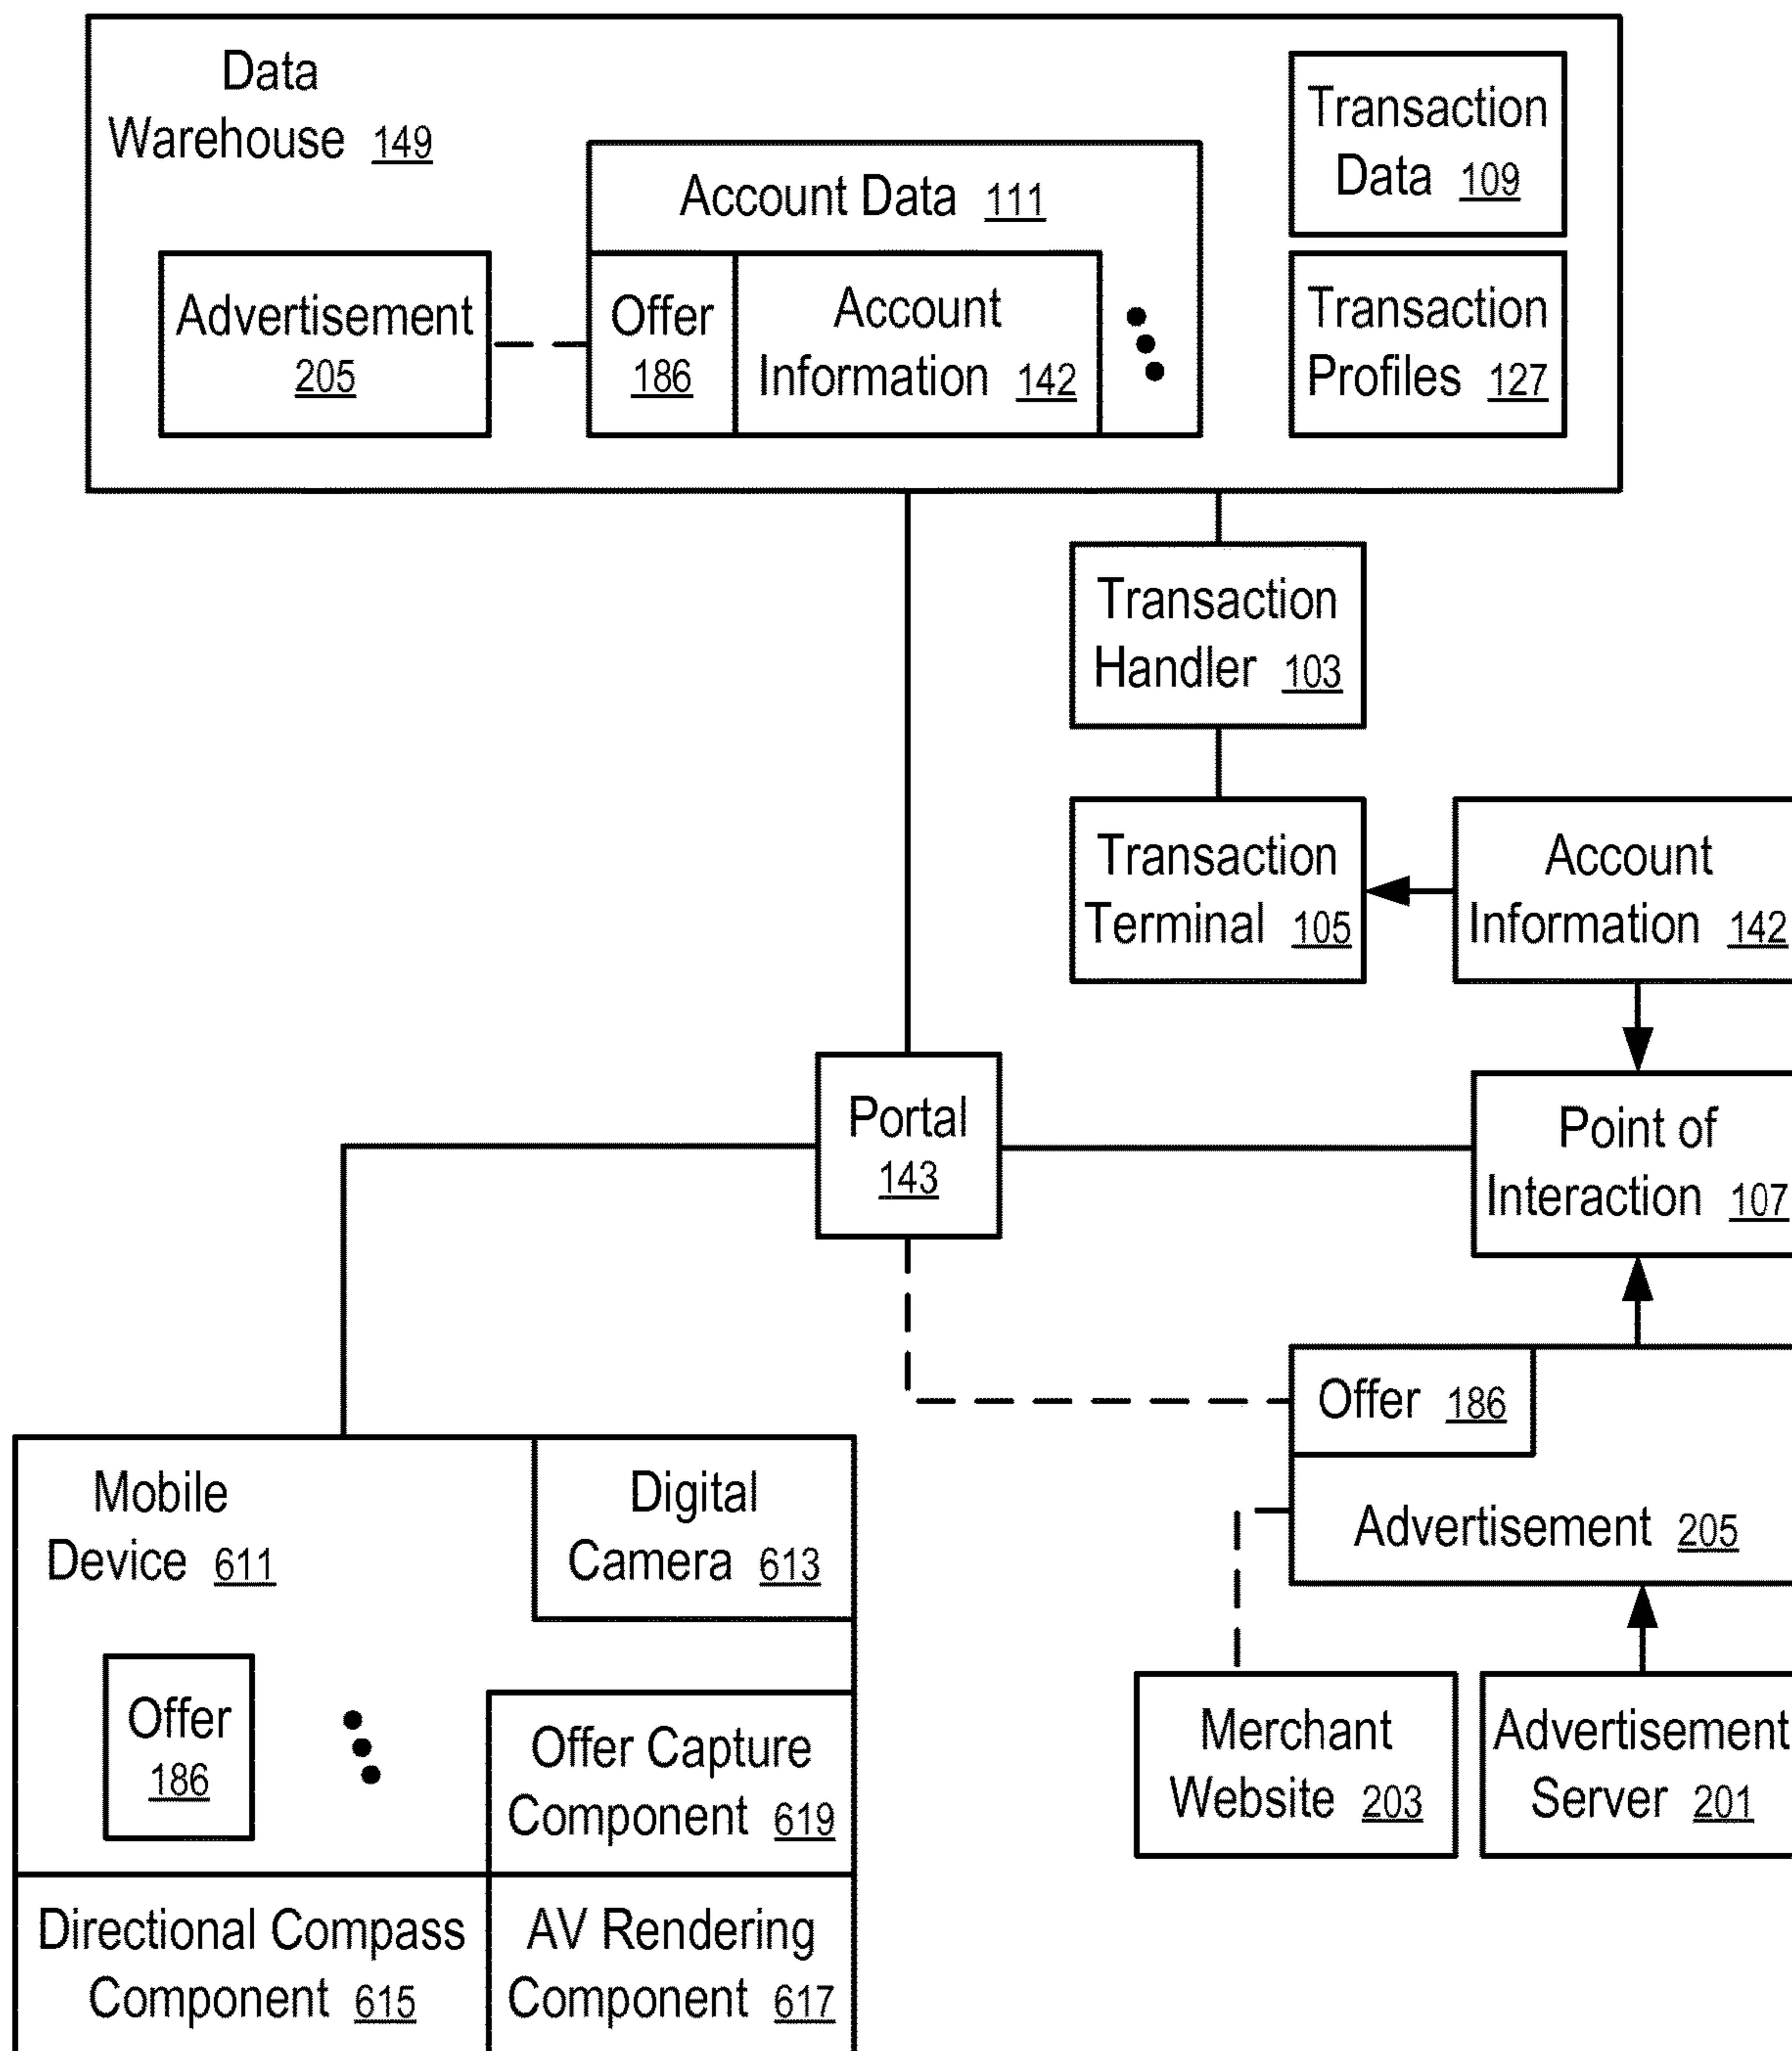 Data
Warehouse 149
Transaction
Data 109
Account Data 111
Advertisement
205
Offer
186
Account
Information 142
Transaction
Profiles 127
Transaction
Handler 103
Transaction
Terminal 105
Account
Information 142
Portal
143
Point of
Interaction 107
Offer 186
Advertisement 205
Mobile
Device 611
Digital
Camera 613
Offer
186
Offer Capture
Component 619
Merchant
Website 203
Advertisement
Server 201
Directional Compass
Component 615
AV Rendering
Component 617